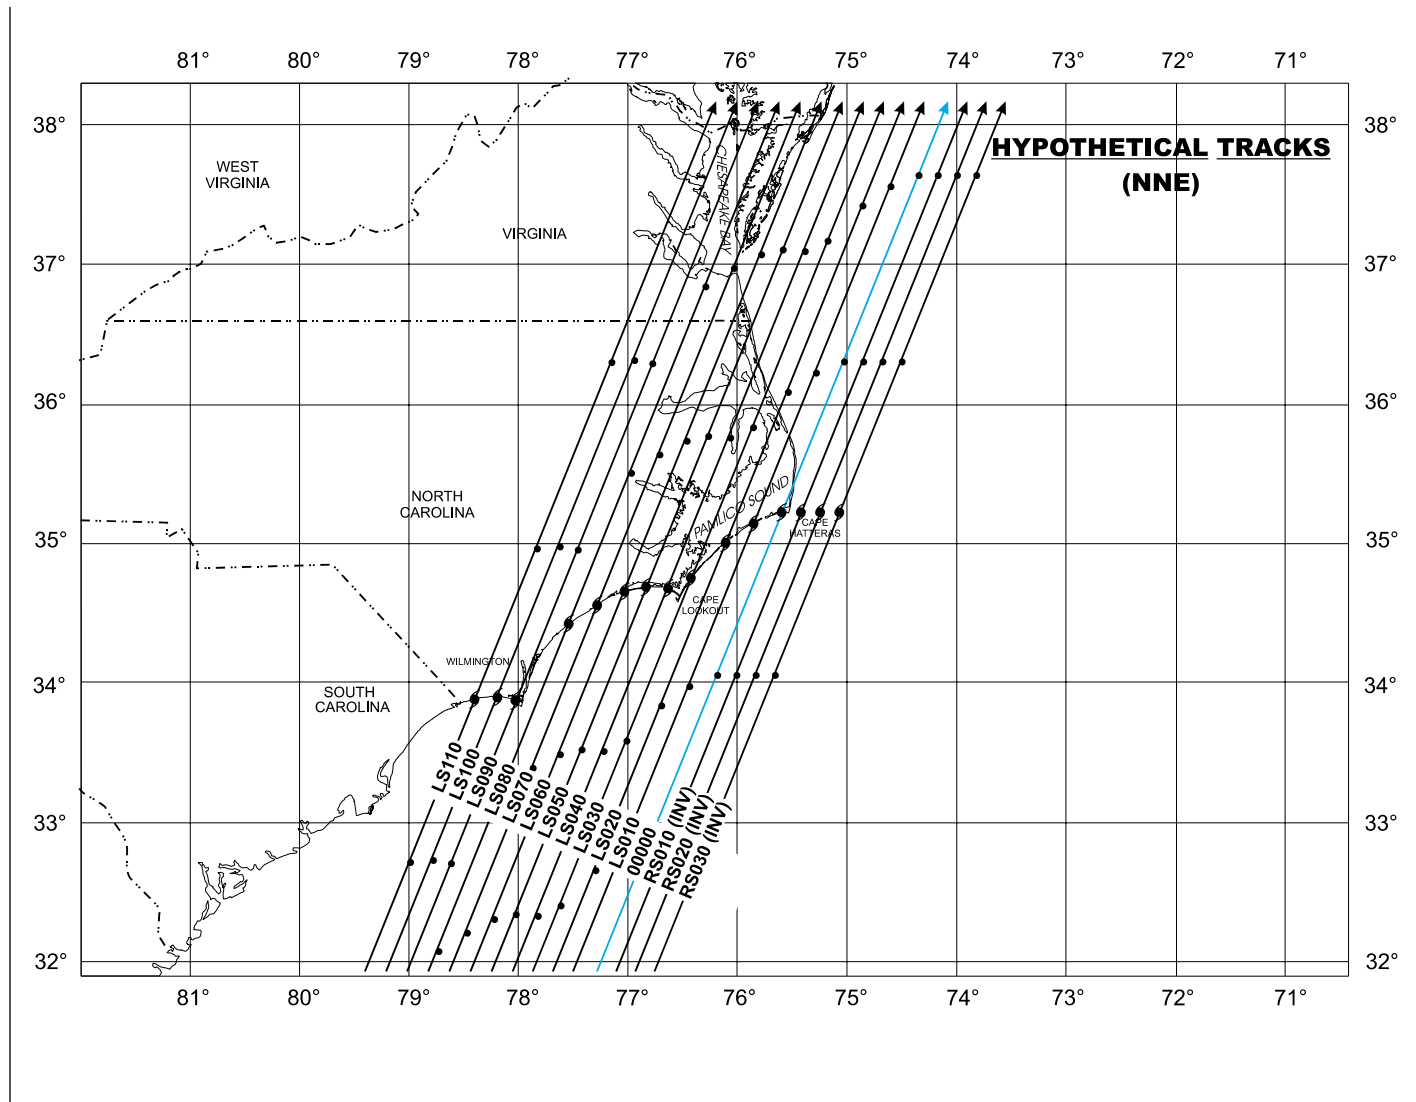 81° 80° 79° 78° 77° 76° 75° 74° 73° 72° 71°
38° 38°
HYPOTHETICAL TRACKS
(NNE)
WEST
VIRGINIA
CHESAPEAKE BAY
VIRGINIA
37° 37°
36° 36°
NORTH
CAROLINA
PAMLICO SOUND
CAPE
HATTERAS
35° 35°
CAPE
LOOKOUT
WILMINGTON
34° 34°
SOUTH
CAROLINA
LS110
LS100
LS090
LS080
LS070
LS060
LS050
LS040
LS030
LS020
LS010
00000
RS010 (INV)
RS020 (INV)
RS030 (INV)
33° 33°
32° 32°
81° 80° 79° 78° 77° 76° 75° 74° 73° 72° 71°